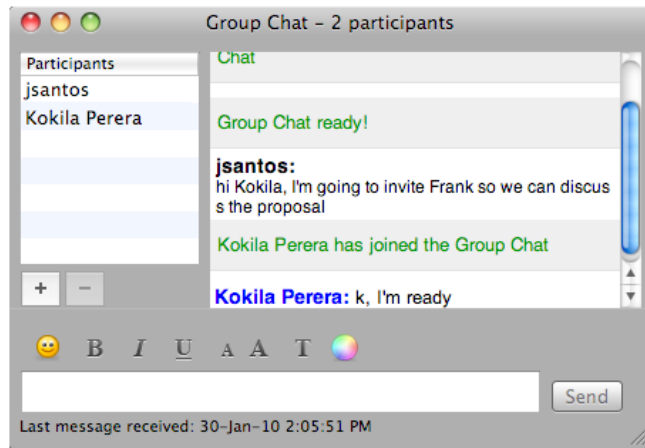 Group Chat – 2 participants
Participants
jsantos
Kokila Perera
Chat
Group Chat ready!
jsantos:
hi Kokila, I'm going to invite Frank so we can discus
s the proposal
Kokila Perera has joined the Group Chat
Kokila Perera: k, I'm ready
+ −
B I U A A T
Send
Last message received: 30–Jan–10 2:05:51 PM